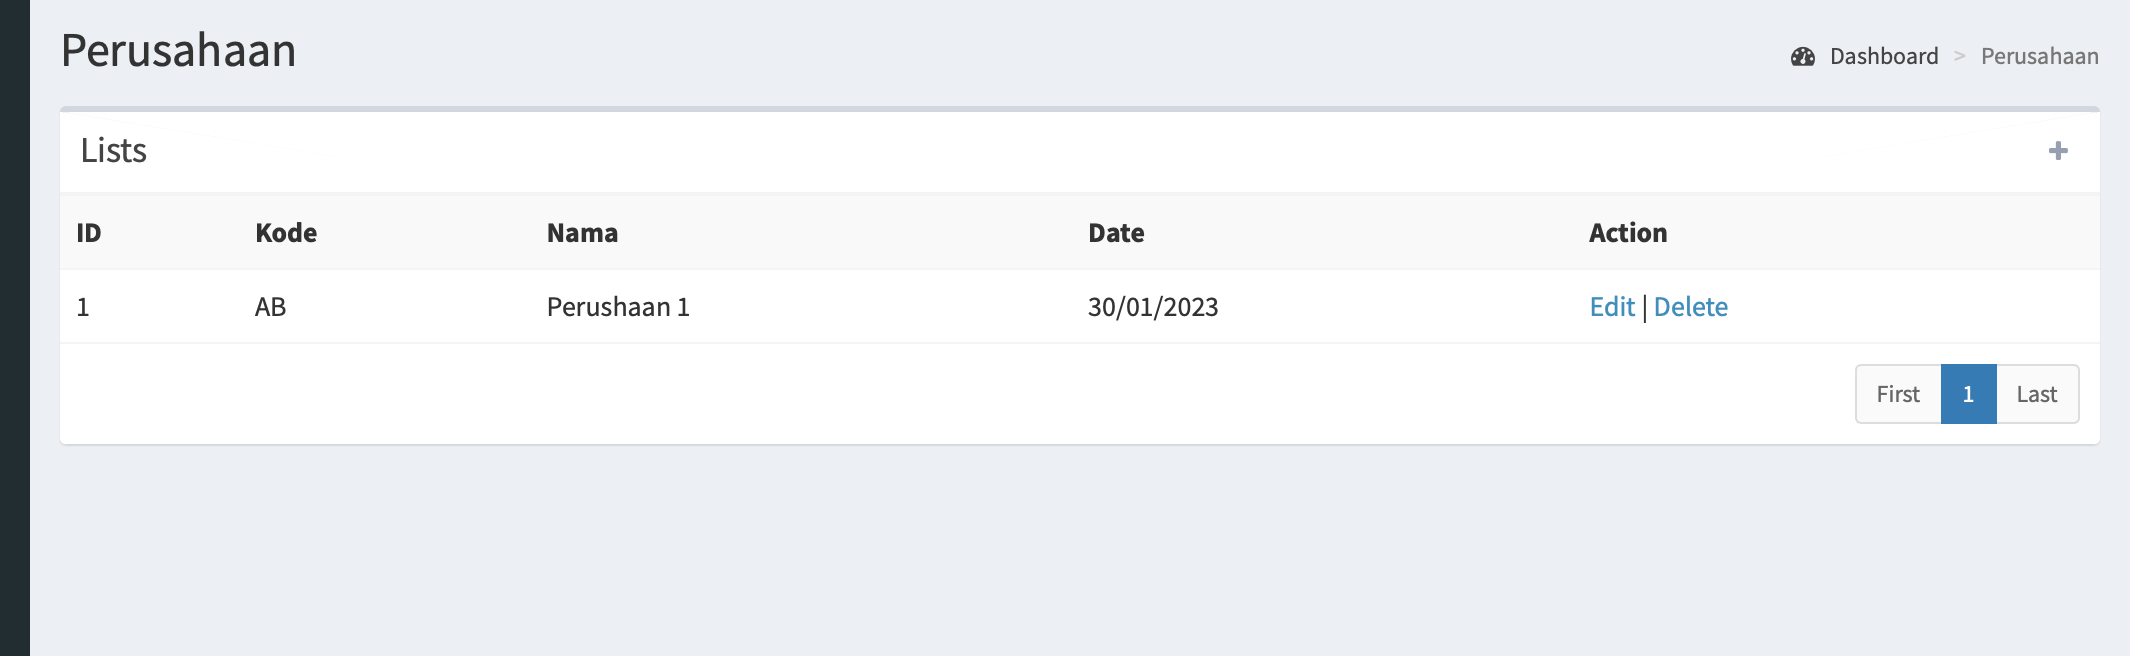 Perusahaan
Dashboard > Perusahaan
Lists
+
ID Kode Nama Date Action
1 AB Perushaan 1 30/01/2023 Edit | Delete
First 1 Last